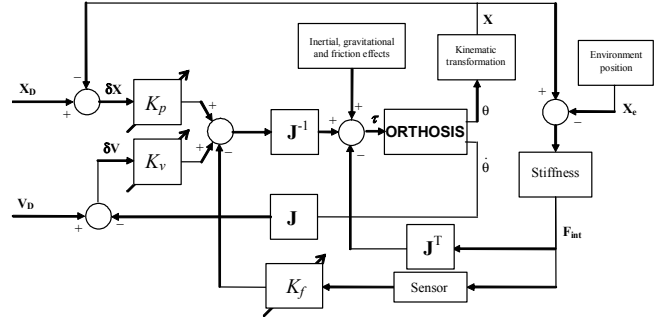 X
Inertial, gravitational
and friction effects
Kinematic
transformation
Environment
position
−
δX
+
+
−
X_D
+
K_p
+
+
θ
X_e
+
−
J⁻¹
+
τ
ORTHOSIS
δV
K_v
+
−
−
θ̇
Stiffness
V_D
+
−
J
F_int
Jᵀ
K_f
Sensor